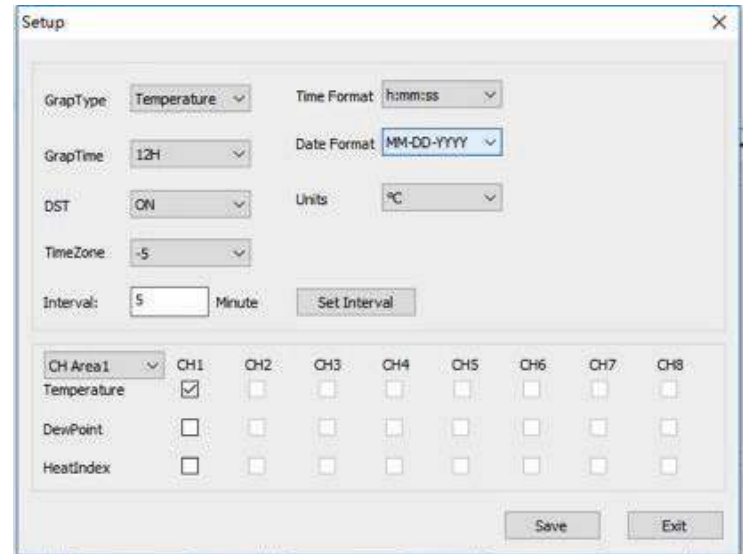 Setup
GrapType Temperature Time Format h:mm:ss
GrapTime 12H Date Format MM-DD-YYYY
DST ON Units ºC
TimeZone -5
Interval: 5 Minute Set Interval
CH Area1 CH1 CH2 CH3 CH4 CH5 CH6 CH7 CH8
Temperature
DewPoint
HeatIndex
Save Exit